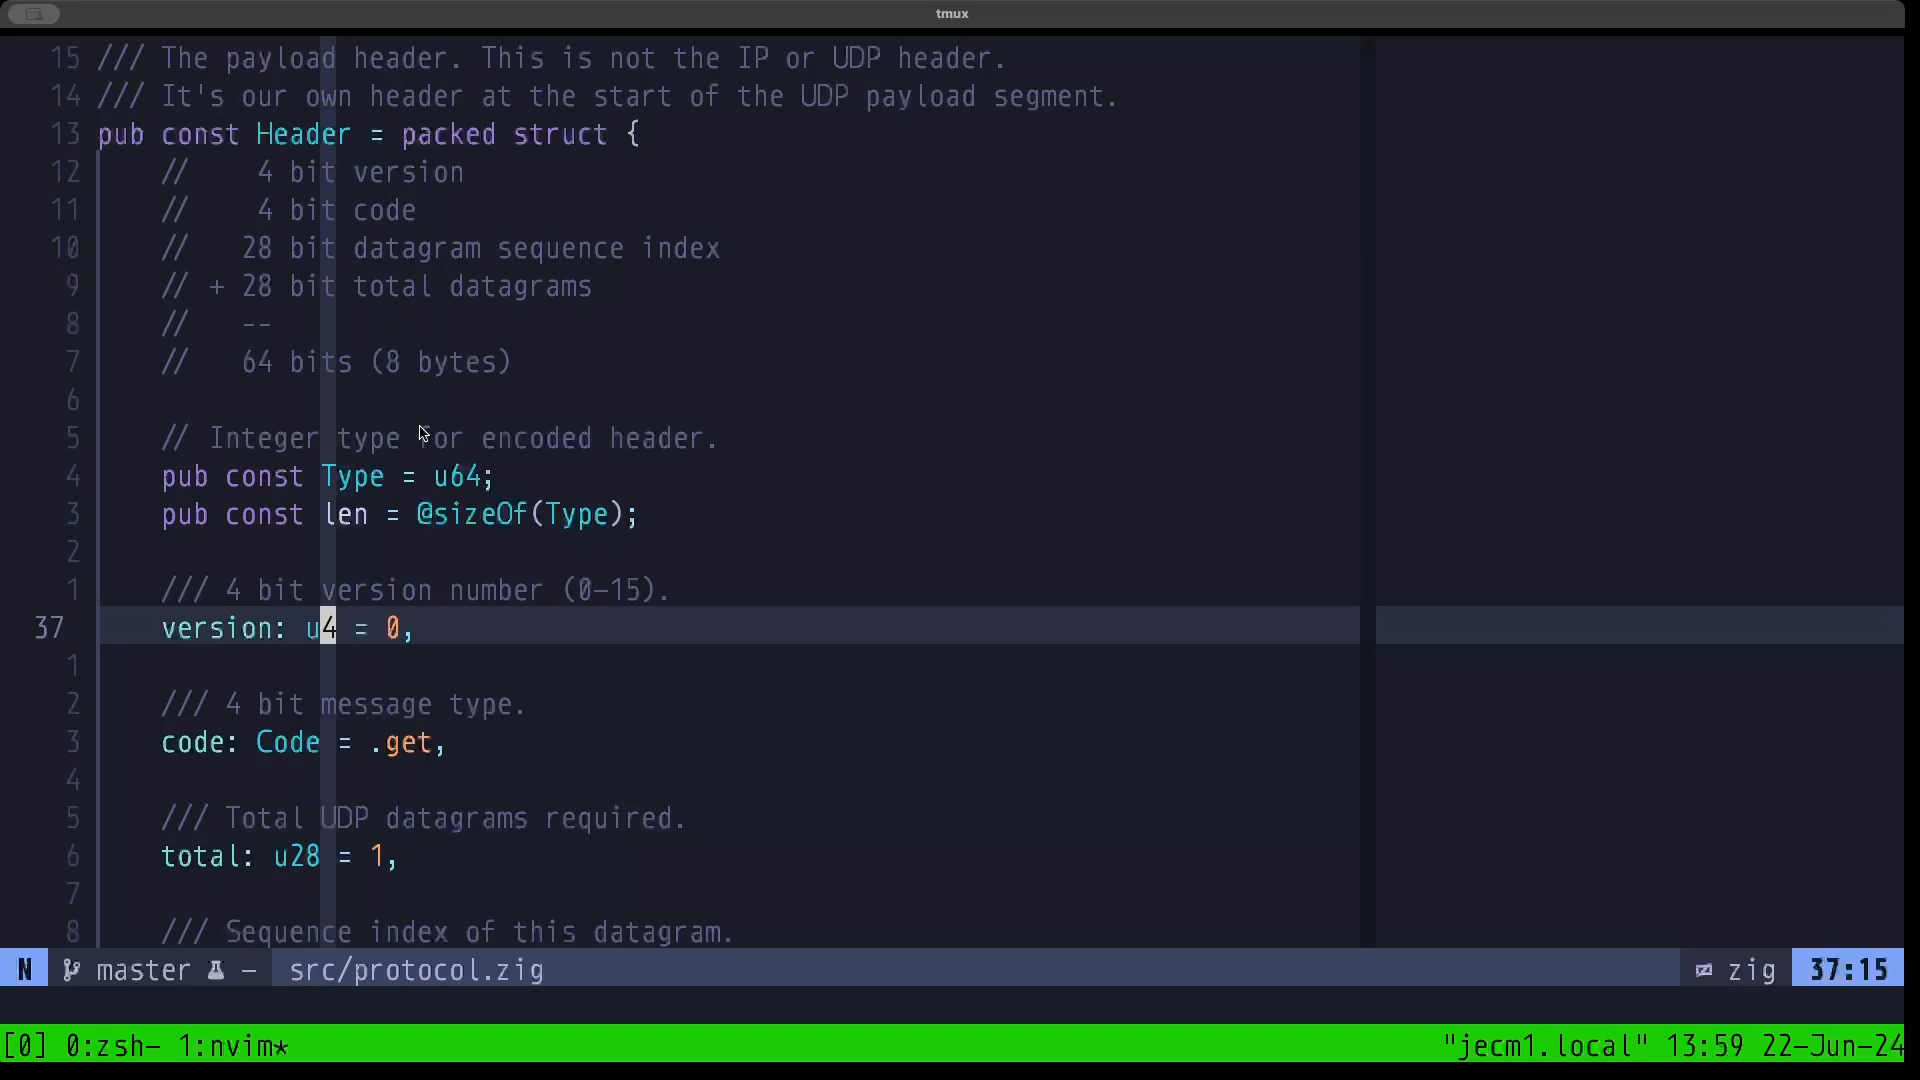 tmux
15 /// The payload header. This is not the IP or UDP header.
14 /// It's our own header at the start of the UDP payload segment.
13 pub const Header = packed struct {
12     //    4 bit version
11     //    4 bit code
10     //   28 bit datagram sequence index
9     // + 28 bit total datagrams
8     //   --
7     //   64 bits (8 bytes)
6
5     // Integer type for encoded header.
4     pub const Type = u64;
3     pub const len = @sizeOf(Type);
2
1     /// 4 bit version number (0-15).
37     version: u4 = 0,
1
2     /// 4 bit message type.
3     code: Code = .get,
4
5     /// Total UDP datagrams required.
6     total: u28 = 1,
7
8     /// Sequence index of this datagram.
N master - src/protocol.zig zig 37:15
[0] 0:zsh- 1:nvim* "jecm1.local" 13:59 22-Jun-24